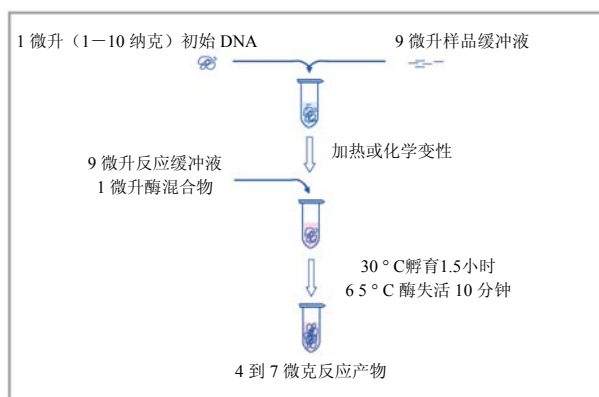 1 微升（1－10 纳克）初始 DNA
9 微升样品缓冲液
加热或化学变性
9 微升反应缓冲液
1 微升酶混合物
30 ° C孵育1.5小时
6 5 ° C 酶失活 10 分钟
4 到 7 微克反应产物